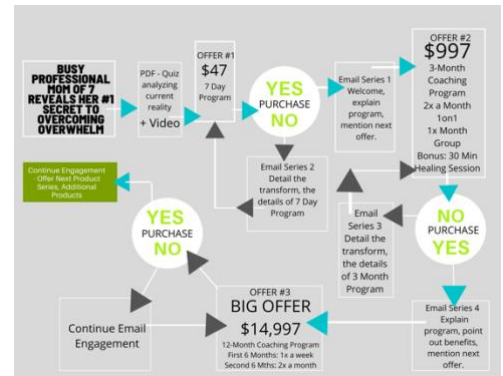 BUSY
PROFESSIONAL
MOM OF 7
REVEALS HER #1
SECRET TO
OVERCOMING
OVERWHELM
PDF - Quiz
analyzing
current
reality
+ Video
OFFER #1
$47
7 Day
Program
YES
PURCHASE
NO
Email Series 1
Welcome,
explain
program,
mention next
offer.
OFFER #2
$997
3-Month
Coaching
Program
2x a Month
1on1
1x Month
Group
Bonus: 30 Min
Healing Session
Email Series 2
Detail the
transform, the
details of 7 Day
Program
Continue Engagement
- Offer Next Product
Series, Additional
Products
YES
PURCHASE
NO
Email
Series 3
Detail the
transform,
the details
of 3 Month
Program
NO
PURCHASE
YES
OFFER #3
BIG OFFER
$14,997
12-Month Coaching Program
First 6 Months: 1x a week
Second 6 Mths: 2x a month
Continue Email
Engagement
Email Series 4
Explain
program, point
out benefits,
mention next
offer.